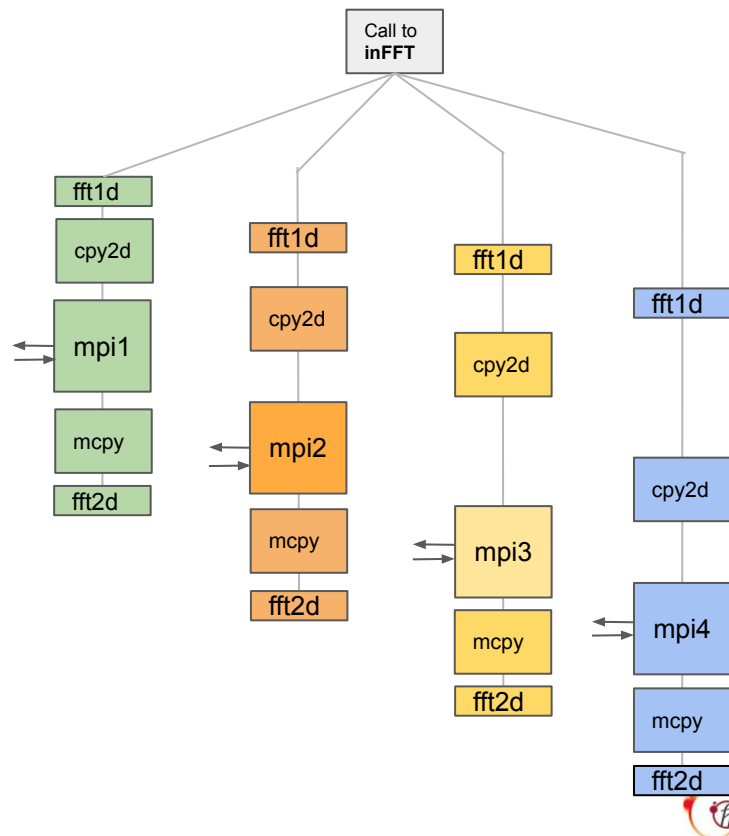 Call to
inFFT
fft1d
cpy2d
mpi1
mcpy
fft2d
fft1d
cpy2d
mpi2
mcpy
fft2d
fft1d
cpy2d
mpi3
mcpy
fft2d
fft1d
cpy2d
mpi4
mcpy
fft2d